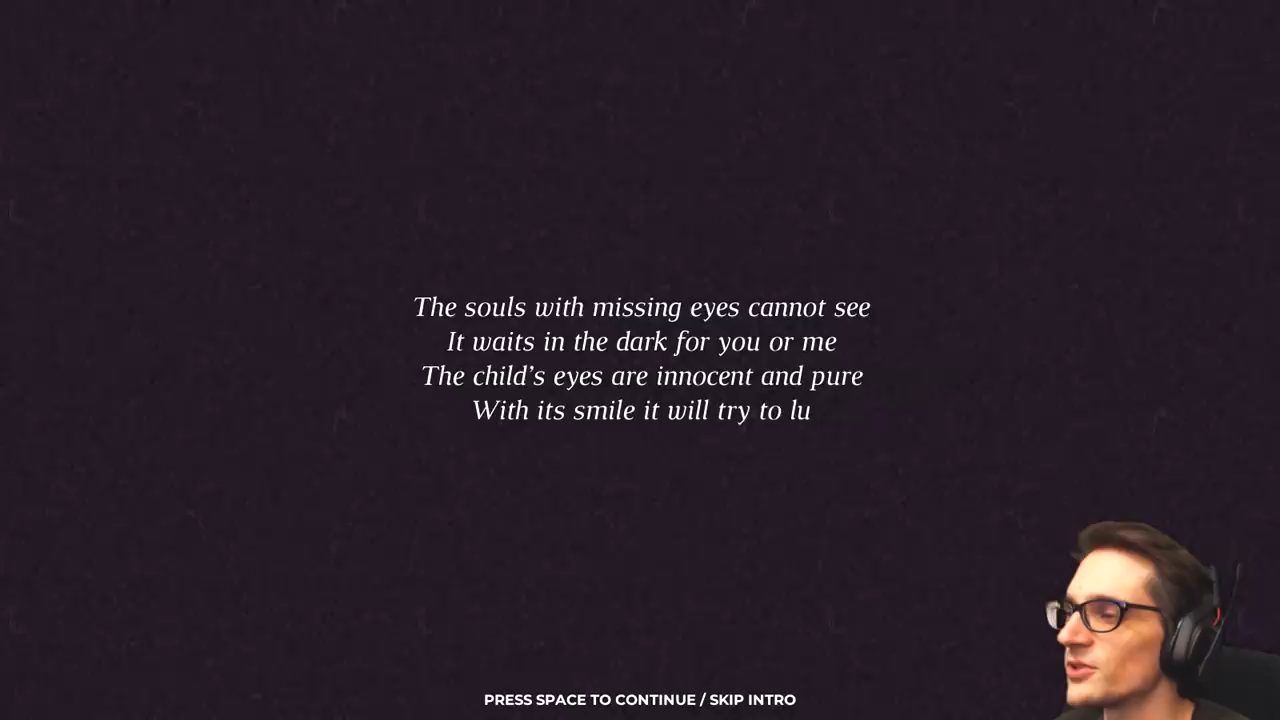 The souls with missing eyes cannot see
It waits in the dark for you or me
The child’s eyes are innocent and pure
With its smile it will try to lu
PRESS SPACE TO CONTINUE / SKIP INTRO